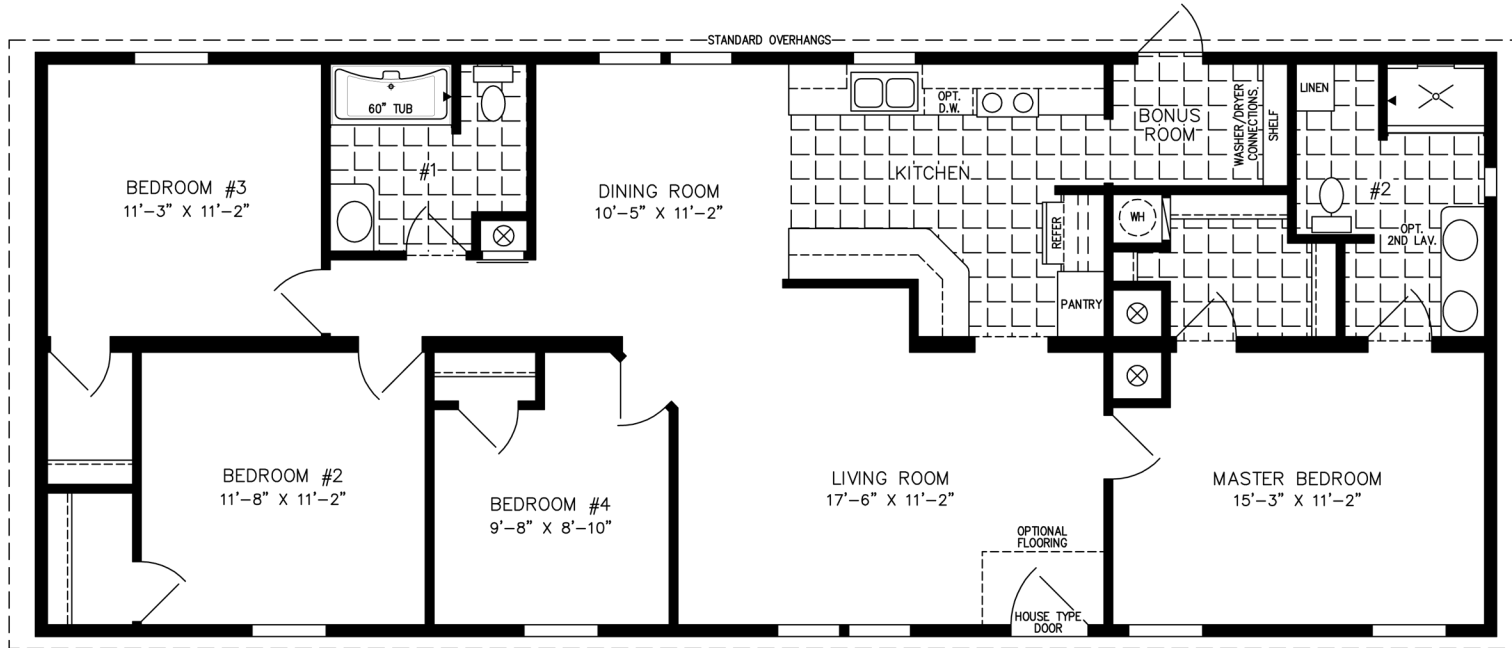 STANDARD OVERHANGS
BEDROOM #3
11'-3" X 11'-2"
60" TUB
#1
DINING ROOM
10'-5" X 11'-2"
OPT.
D.W.
KITCHEN
REFER
PANTRY
BONUS
ROOM
WASHER/DRYER
CONNECTIONS.
SHELF
WH
LINEN
#2
OPT.
2ND LAV.
BEDROOM #2
11'-8" X 11'-2"
BEDROOM #4
9'-8" X 8'-10"
LIVING ROOM
17'-6" X 11'-2"
OPTIONAL
FLOORING
HOUSE TYPE
DOOR
MASTER BEDROOM
15'-3" X 11'-2"